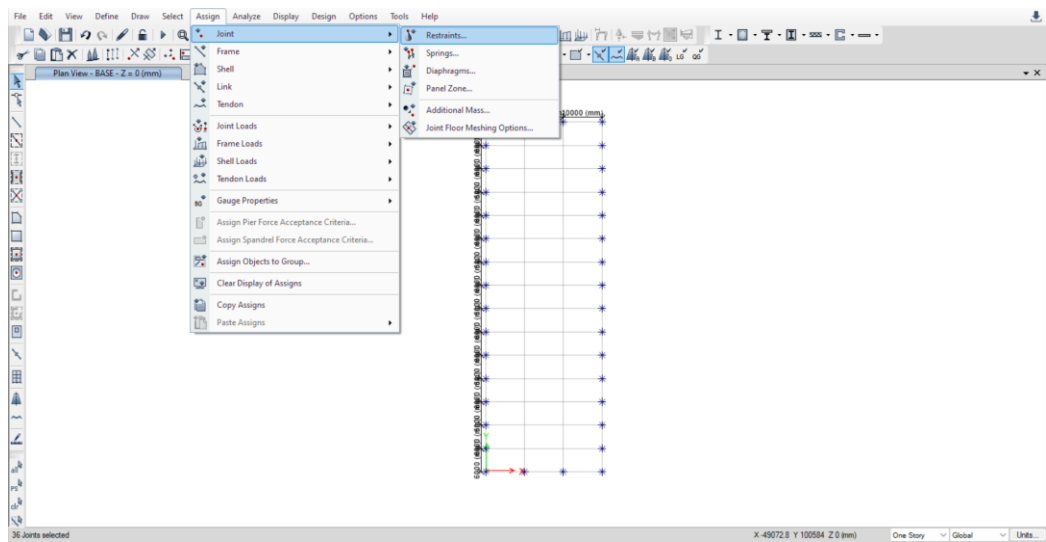 File Edit View Define Draw Select Assign Analyze Display Design Options Tools Help
Plan View - BASE - Z = 0 (mm)
Joint
Frame
Shell
Link
Tendon
Joint Loads
Frame Loads
Shell Loads
Tendon Loads
Gauge Properties
Assign Pier Force Acceptance Criteria...
Assign Spandrel Force Acceptance Criteria...
Assign Objects to Group...
Clear Display of Assigns
Copy Assigns
Paste Assigns
Restraints...
Springs...
Diaphragms...
Panel Zone...
Additional Mass...
Joint Floor Meshing Options...
10000 (mm)
Y
X
36 Joints selected
X -49072.8 Y 100584 Z 0 (mm)
One Story
Global
Units...